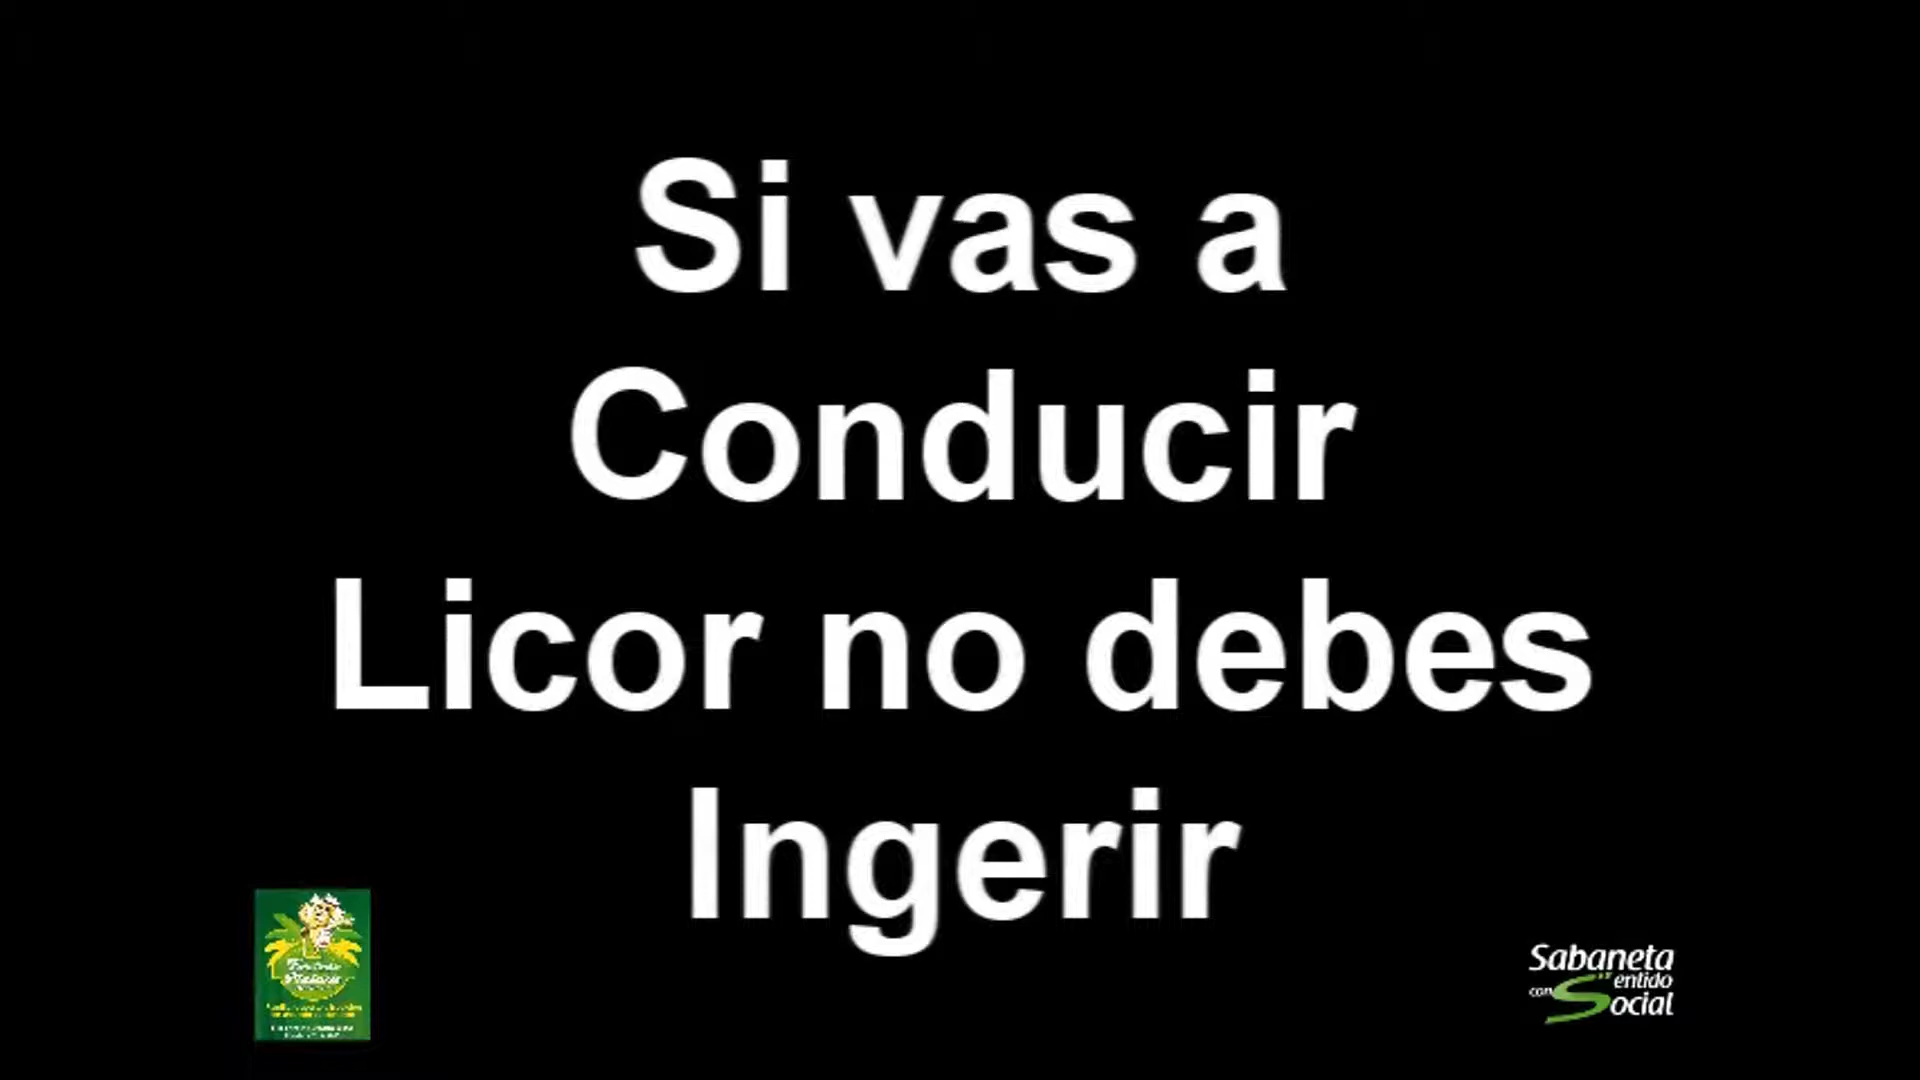 Si vas a
Conducir
Licor no debes
Ingerir
Sabaneta
con Sentido
Social